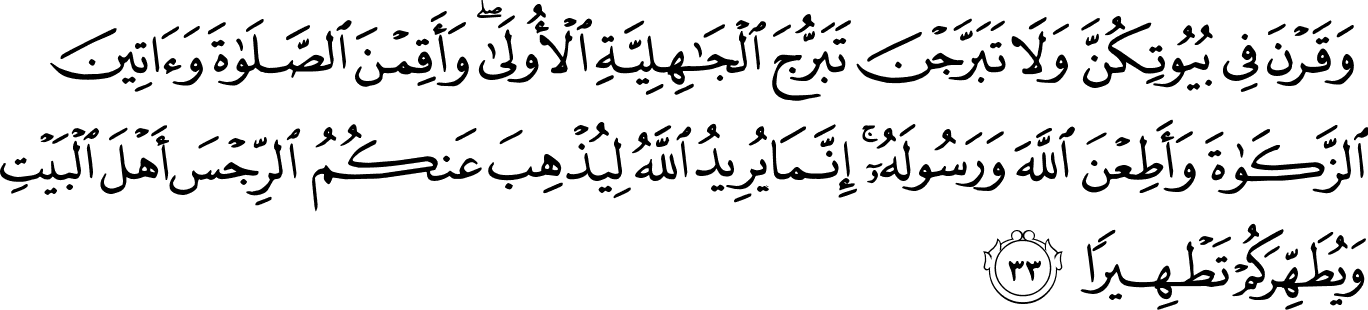 وَقَرْنَ فِى بُيُوتِكُنَّ وَلَا تَبَرَّجْنَ تَبَرُّجَ ٱلْجَـٰهِلِيَّةِ ٱلْأُولَىٰ ۖ وَأَقِمْنَ ٱلصَّلَوٰةَ وَءَاتِينَ
ٱلزَّكَوٰةَ وَأَطِعْنَ ٱللَّهَ وَرَسُولَهُۥٓ ۚ إِنَّمَا يُرِيدُ ٱللَّهُ لِيُذْهِبَ عَنكُمُ ٱلرِّجْسَ أَهْلَ ٱلْبَيْتِ
وَيُطَهِّرَكُمْ تَطْهِيرًا ٣٣